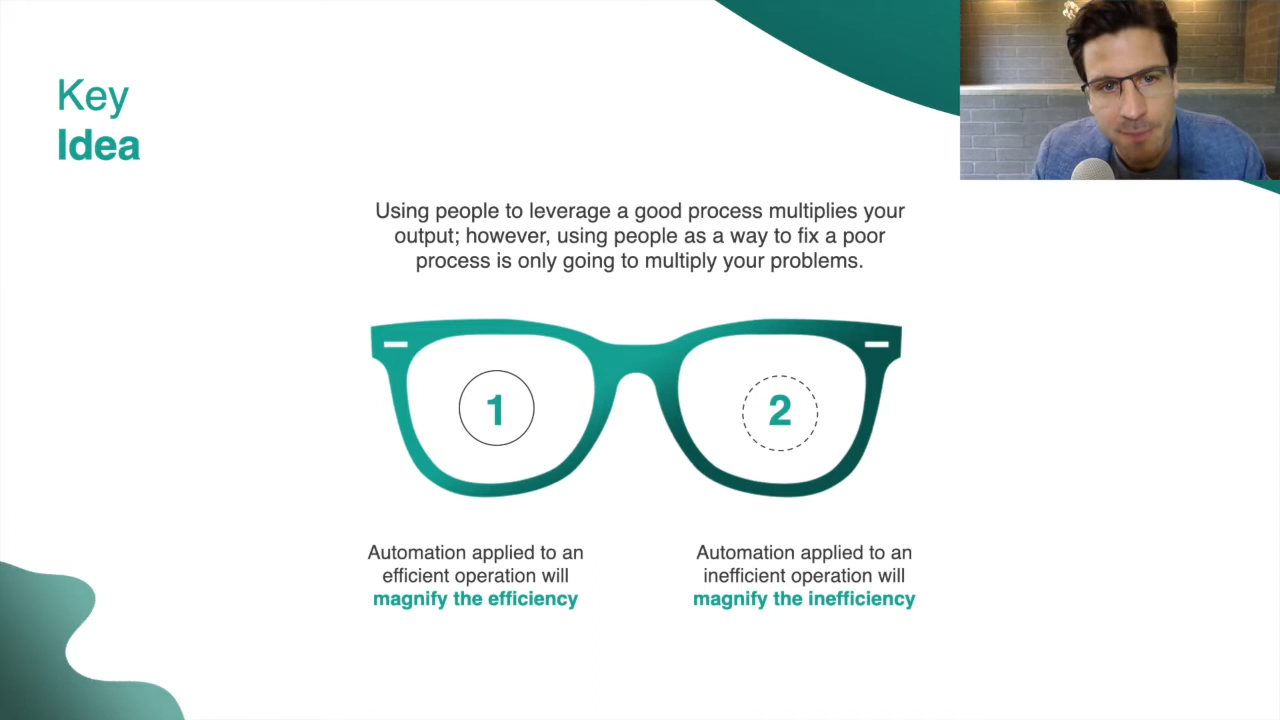 Key
Idea
Using people to leverage a good process multiplies your
output; however, using people as a way to fix a poor
process is only going to multiply your problems.
1
2
Automation applied to an
efficient operation will
magnify the efficiency
Automation applied to an
inefficient operation will
magnify the inefficiency